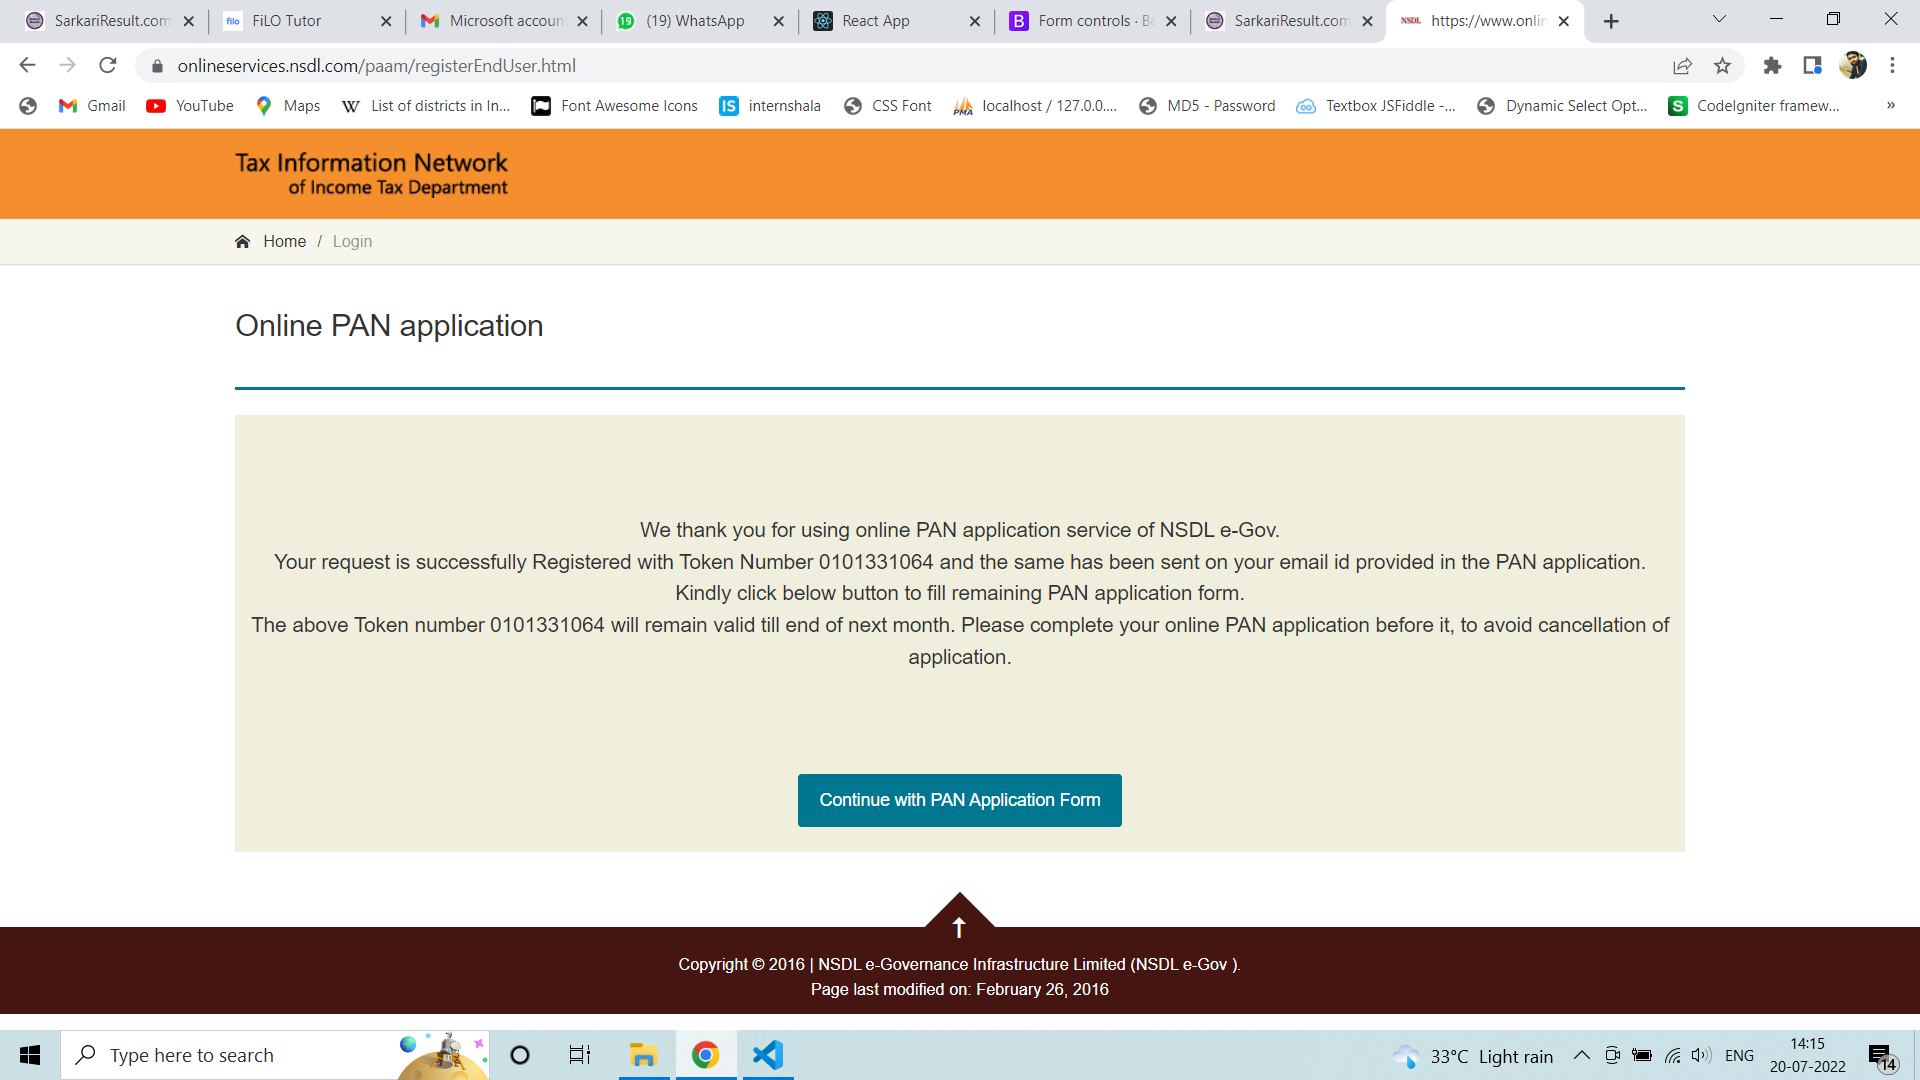 SarkariResult.com
FiLO Tutor
Microsoft accoun
(19) WhatsApp
React App
Form controls · Bo
SarkariResult.com
NSDL https://www.onlin
onlineservices.nsdl.com/paam/registerEndUser.html
Gmail
YouTube
Maps
W List of districts in In...
Font Awesome Icons
IS internshala
CSS Font
PMA localhost / 127.0.0....
MD5 - Password
Textbox JSFiddle -...
Dynamic Select Opt...
S CodeIgniter framew...
»
Tax Information Network
of Income Tax Department
Home / Login
Online PAN application
We thank you for using online PAN application service of NSDL e-Gov.
Your request is successfully Registered with Token Number 0101331064 and the same has been sent on your email id provided in the PAN application.
Kindly click below button to fill remaining PAN application form.
The above Token number 0101331064 will remain valid till end of next month. Please complete your online PAN application before it, to avoid cancellation of
application.
Continue with PAN Application Form
Copyright © 2016 | NSDL e-Governance Infrastructure Limited (NSDL e-Gov ).
Page last modified on: February 26, 2016
Type here to search
33°C Light rain
ENG
14:15
20-07-2022
14